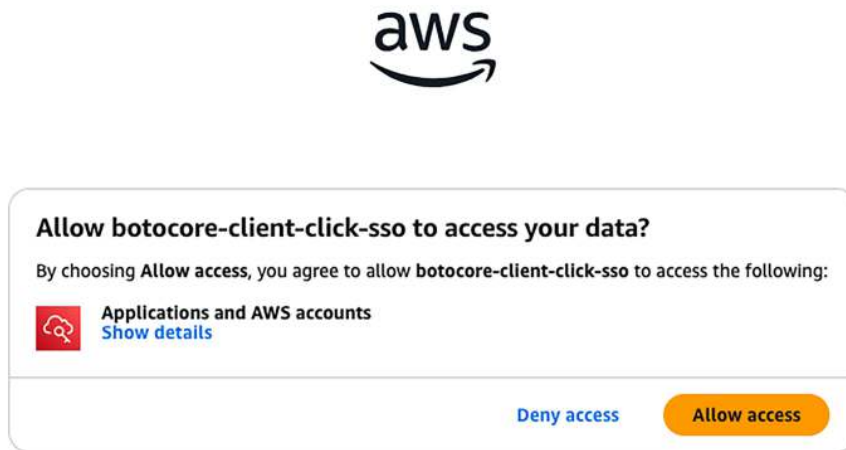 aws
Allow botocore-client-click-sso to access your data?
By choosing Allow access, you agree to allow botocore-client-click-sso to access the following:
Applications and AWS accounts
Show details
Deny access Allow access